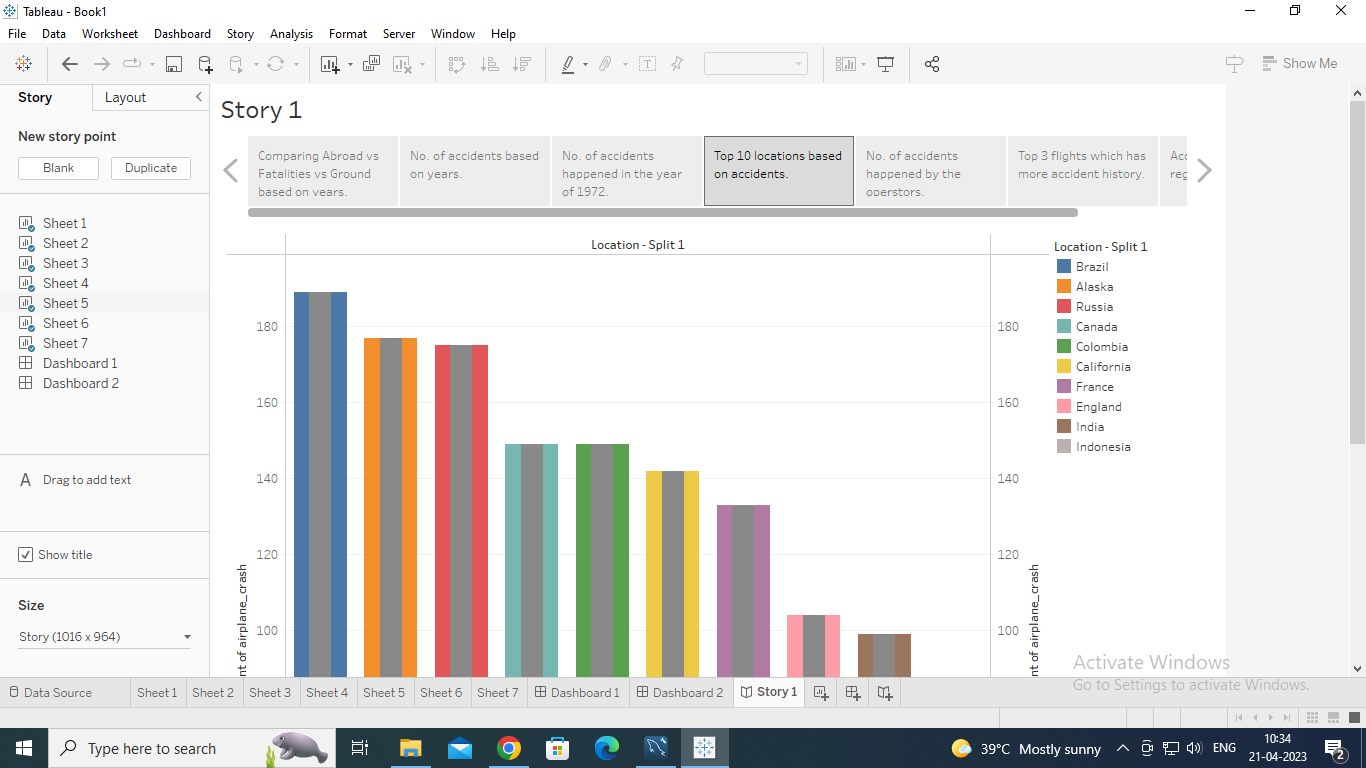 Tableau - Book1
File Data Worksheet Dashboard Story Analysis Format Server Window Help
Show Me
Story Layout
New story point
Blank Duplicate
Sheet 1
Sheet 2
Sheet 3
Sheet 4
Sheet 5
Sheet 6
Sheet 7
Dashboard 1
Dashboard 2
A Drag to add text
Show title
Size
Story (1016 x 964)
Story 1
Comparing Abroad vs
Fatalities vs Ground
based on years.
No. of accidents based
on years.
No. of accidents
happened in the year
of 1972.
Top 10 locations based
on accidents.
No. of accidents
happened by the
operstors.
Top 3 flights which has
more accident history.
Acc
reg
Location - Split 1
180
160
140
120
100
nt of airplane_crash
180
160
140
120
100
nt of airplane_crash
Location - Split 1
Brazil
Alaska
Russia
Canada
Colombia
California
France
England
India
Indonesia
Activate Windows
Go to Settings to activate Windows.
Data Source Sheet 1 Sheet 2 Sheet 3 Sheet 4 Sheet 5 Sheet 6 Sheet 7 Dashboard 1 Dashboard 2 Story 1
Type here to search
39°C Mostly sunny
ENG
10:34
21-04-2023
2